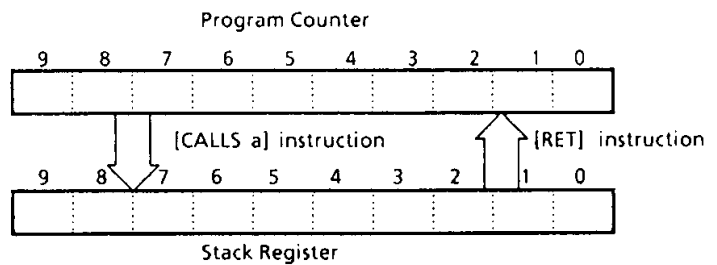 Program Counter
9 8 7 6 5 4 3 2 1 0
[CALLS a] instruction
[RET] instruction
9 8 7 6 5 4 3 2 1 0
Stack Register